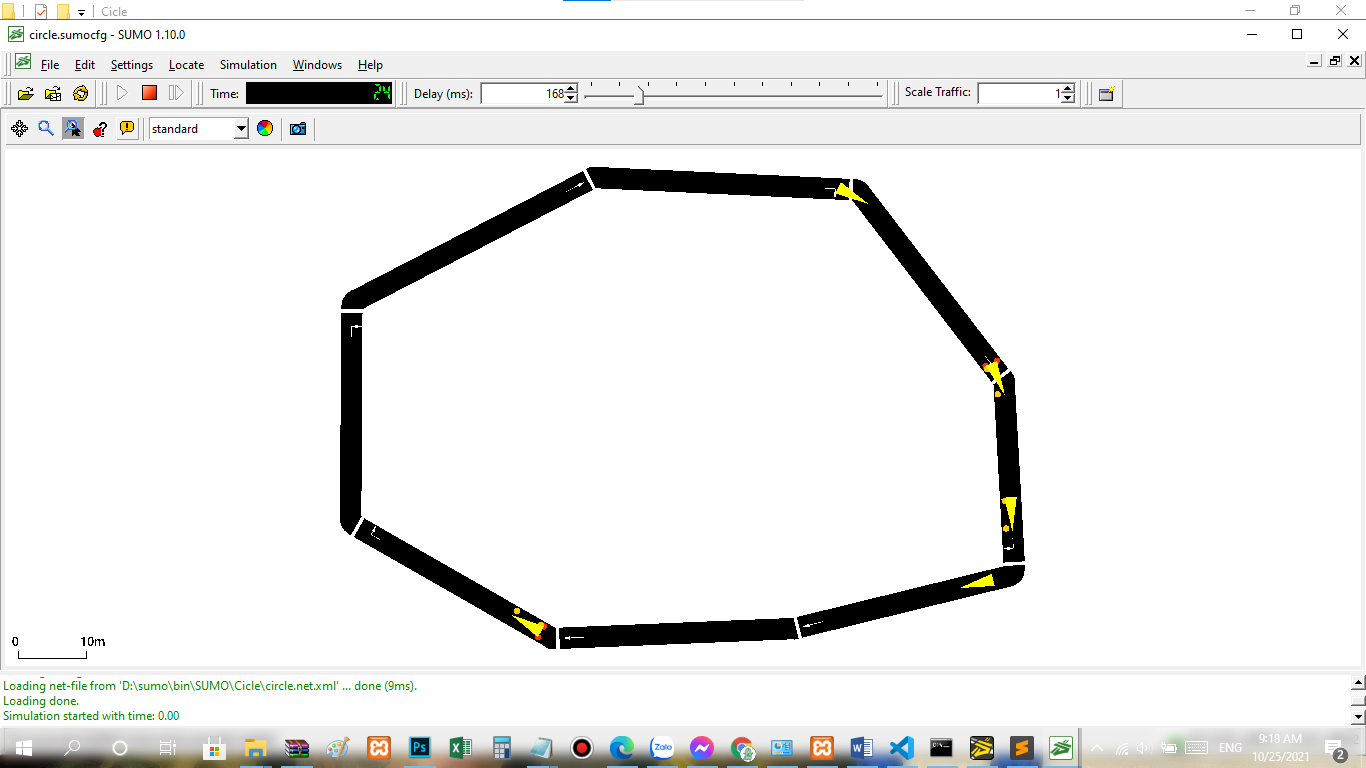 Cicle
circle.sumocfg - SUMO 1.10.0
File Edit Settings Locate Simulation Windows Help
Time: 24 Delay (ms): 168 Scale Traffic: 1
standard
0 10m
Loading net-file from 'D:\sumo\bin\SUMO\Cicle\circle.net.xml' ... done (9ms).
Loading done.
Simulation started with time: 0.00
Ps Zalo ENG 9:18 AM
10/25/2021 2